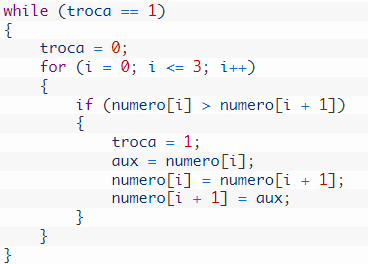 while (troca == 1)
{
    troca = 0;
    for (i = 0; i <= 3; i++)
    {
        if (numero[i] > numero[i + 1])
        {
            troca = 1;
            aux = numero[i];
            numero[i] = numero[i + 1];
            numero[i + 1] = aux;
        }
    }
}